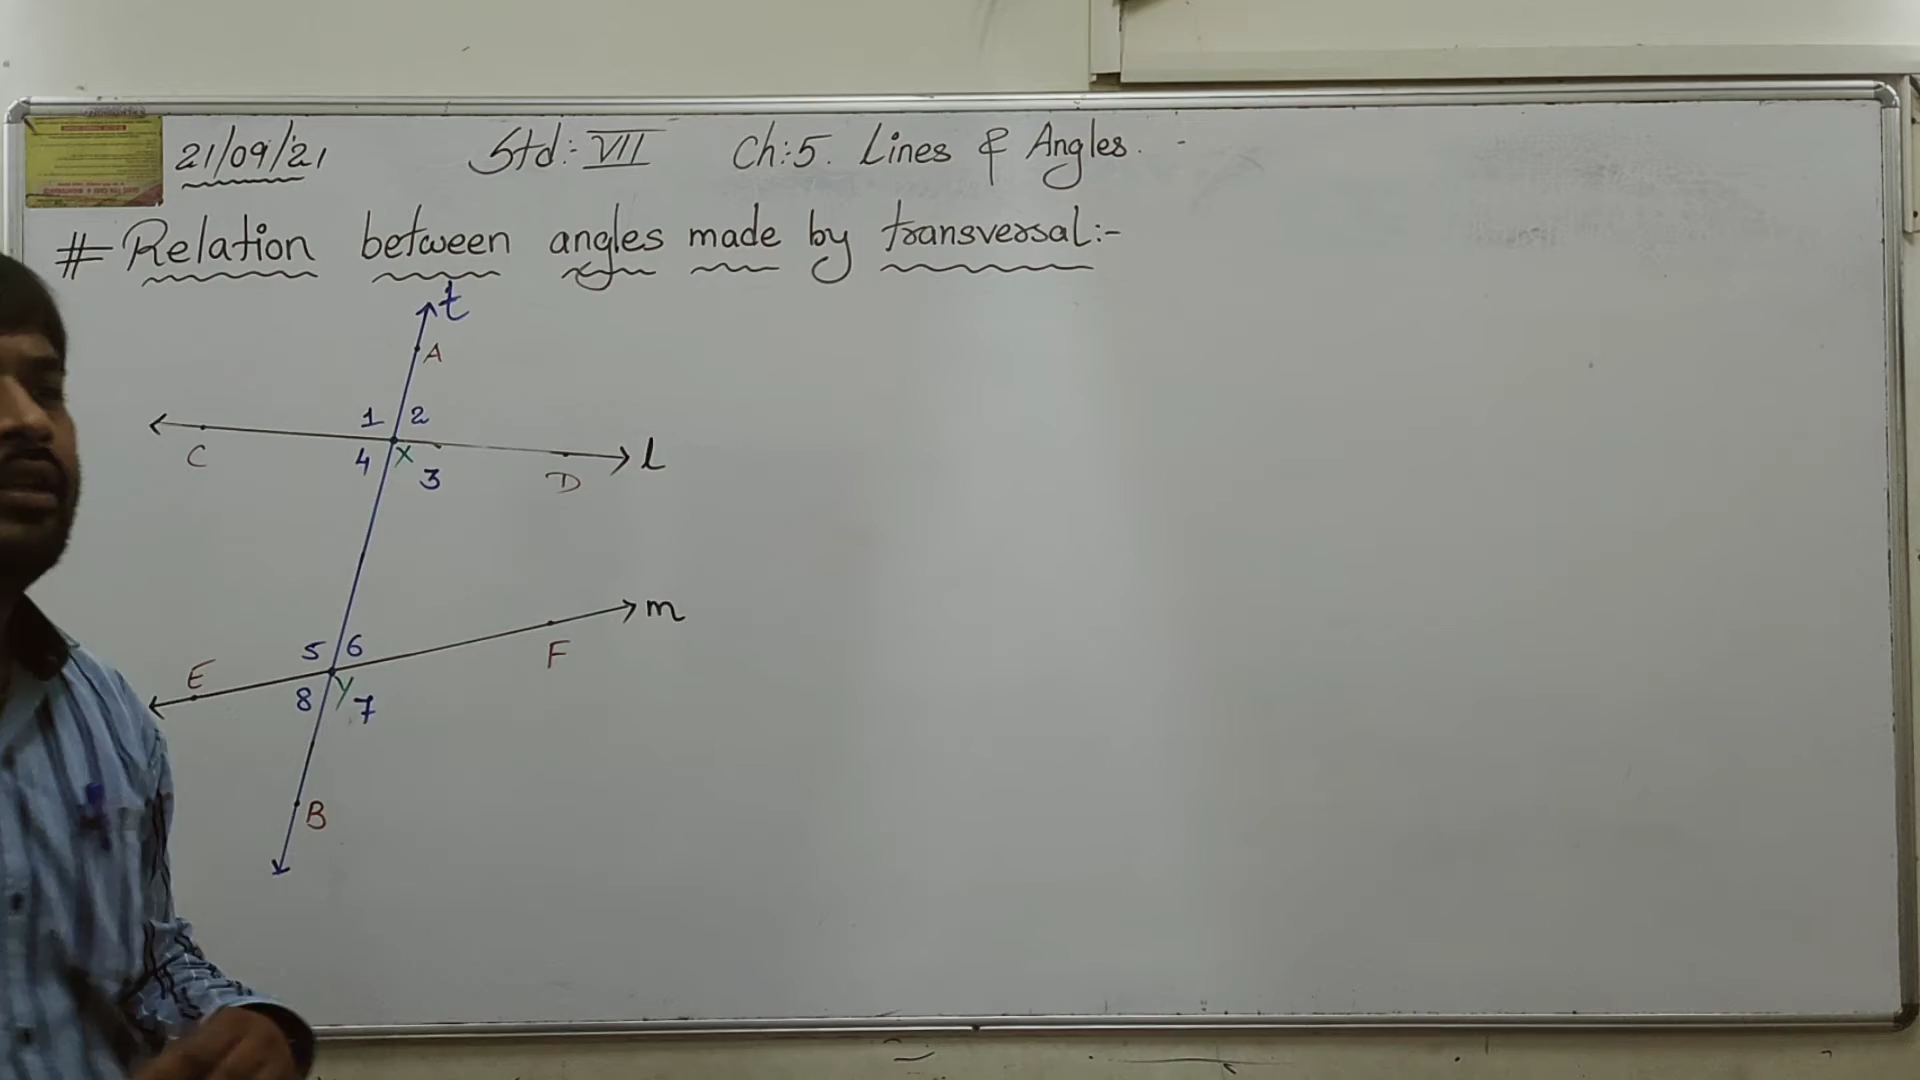 21/09/21 Std:- VII Ch:5. Lines & Angles.
# Relation between angles made by transversal:-
t
A
1 2
C 4 X 3 D l
m
5 6 F
E
8 Y 7
B